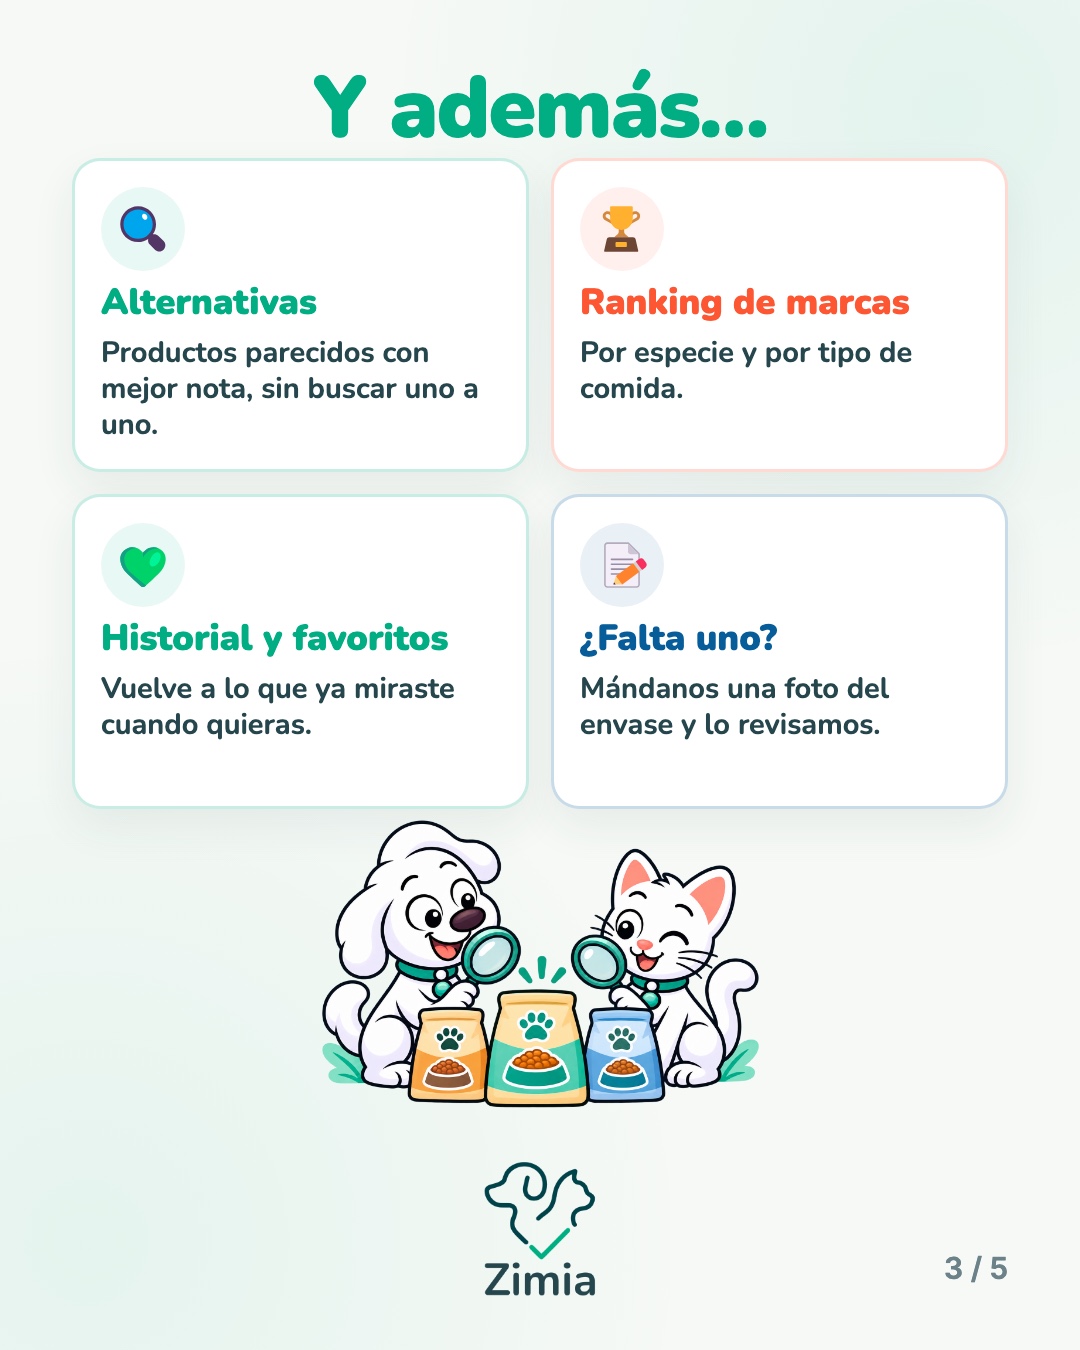 Y además...
Alternativas
Productos parecidos con
mejor nota, sin buscar uno a
uno.
Ranking de marcas
Por especie y por tipo de
comida.
Historial y favoritos
Vuelve a lo que ya miraste
cuando quieras.
¿Falta uno?
Mándanos una foto del
envase y lo revisamos.
Zimia
3 / 5